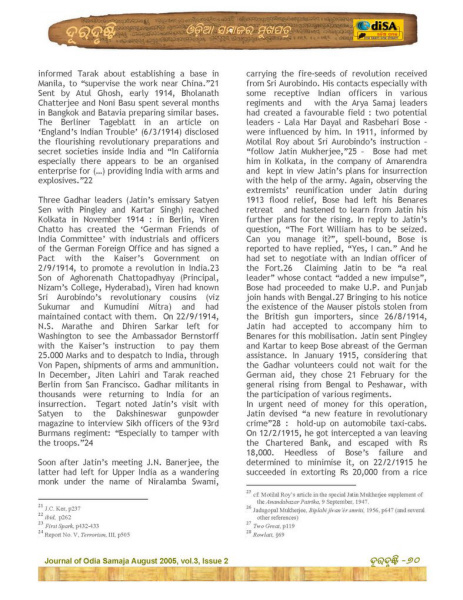 ଦୂରଦୃଷ୍ଟି
ଓଡ଼ିଆ ସମାଜର ମୁଖପତ୍ର
diSA
informed Tarak about establishing a base in
Manila, to "supervise the work near China."21
Sent by Atul Ghosh, early 1914, Bholanath
Chatterjee and Noni Basu spent several months
in Bangkok and Batavia preparing similar bases.
The Berliner Tageblatt in an article on
'England's Indian Trouble' (6/3/1914) disclosed
the flourishing revolutionary preparations and
secret societies inside India and "In California
especially there appears to be an organised
enterprise for (…) providing India with arms and
explosives."22
Three Gadhar leaders (Jatin's emissary Satyen
Sen with Pingley and Kartar Singh) reached
Kolkata in November 1914 : in Berlin, Viren
Chatto has created the 'German Friends of
India Committee' with industrials and officers
of the German Foreign Office and has signed a
Pact with the Kaiser's Government on
2/9/1914, to promote a revolution in India.23
Son of Aghorenath Chattopadhyay (Principal,
Nizam's College, Hyderabad), Viren had known
Sri Aurobindo's revolutionary cousins (viz
Sukumar and Kumudini Mitra) and had
maintained contact with them. On 22/9/1914,
N.S. Marathe and Dhiren Sarkar left for
Washington to see the Ambassador Bernstorff
with the Kaiser's instruction to pay them
25.000 Marks and to despatch to India, through
Von Papen, shipments of arms and ammunition.
In December, Jiten Lahiri and Tarak reached
Berlin from San Francisco. Gadhar militants in
thousands were returning to India for an
insurrection. Tegart noted Jatin's visit with
Satyen to the Dakshineswar gunpowder
magazine to interview Sikh officers of the 93rd
Burmans regiment: "Especially to tamper with
the troops."24
Soon after Jatin's meeting J.N. Banerjee, the
latter had left for Upper India as a wandering
monk under the name of Niralamba Swami,
21 J.C. Ker, p237
22 ibid, p262
23 First Spark, p432-433
24 Repost No. V, Terrorism, III, p505
carrying the fire-seeds of revolution received
from Sri Aurobindo. His contacts especially with
some receptive Indian officers in various
regiments and with the Arya Samaj leaders
had created a favourable field : two potential
leaders - Lala Har Dayal and Rasbehari Bose -
were influenced by him. In 1911, informed by
Motilal Roy about Sri Aurobindo's instruction -
"follow Jatin Mukherjee,"25 - Bose had met
him in Kolkata, in the company of Amarendra
and kept in view Jatin's plans for insurrection
with the help of the army. Again, observing the
extremists' reunification under Jatin during
1913 flood relief, Bose had left his Benares
retreat and hastened to learn from Jatin his
further plans for the rising. In reply to Jatin's
question, "The Fort William has to be seized.
Can you manage it?", spell-bound, Bose is
reported to have replied, "Yes, I can." And he
had set to negotiate with an Indian officer of
the Fort.26 Claiming Jatin to be "a real
leader" whose contact "added a new impulse",
Bose had proceeded to make U.P. and Punjab
join hands with Bengal.27 Bringing to his notice
the existence of the Mauser pistols stolen from
the British gun importers, since 26/8/1914,
Jatin had accepted to accompany him to
Benares for this mobilisation. Jatin sent Pingley
and Kartar to keep Bose abreast of the German
assistance. In January 1915, considering that
the Gadhar volunteers could not wait for the
German aid, they chose 21 February for the
general rising from Bengal to Peshawar, with
the participation of various regiments.
In urgent need of money for this operation,
Jatin devised "a new feature in revolutionary
crime"28 : hold-up on automobile taxi-cabs.
On 12/2/1915, he got intercepted a van leaving
the Chartered Bank, and escaped with Rs
18,000. Heedless of Bose's failure and
determined to minimise it, on 22/2/1915 he
succeeded in extorting Rs 20,000 from a rice
25 cf. Motilal Roy's article in the special Jatin Mukherjee supplement of
the Anandabazar Patrika, 9 September, 1947.
26 Jadugopal Mukherjee, Biplabi jivan'er smriti, 1956, p647 (and several
other references)
27 Two Great, p119
28 Rowlatt, §69
Journal of Odia Samaja August 2005, vol.3, Issue 2
ଦୂରଦୃଷ୍ଟି -୨୦